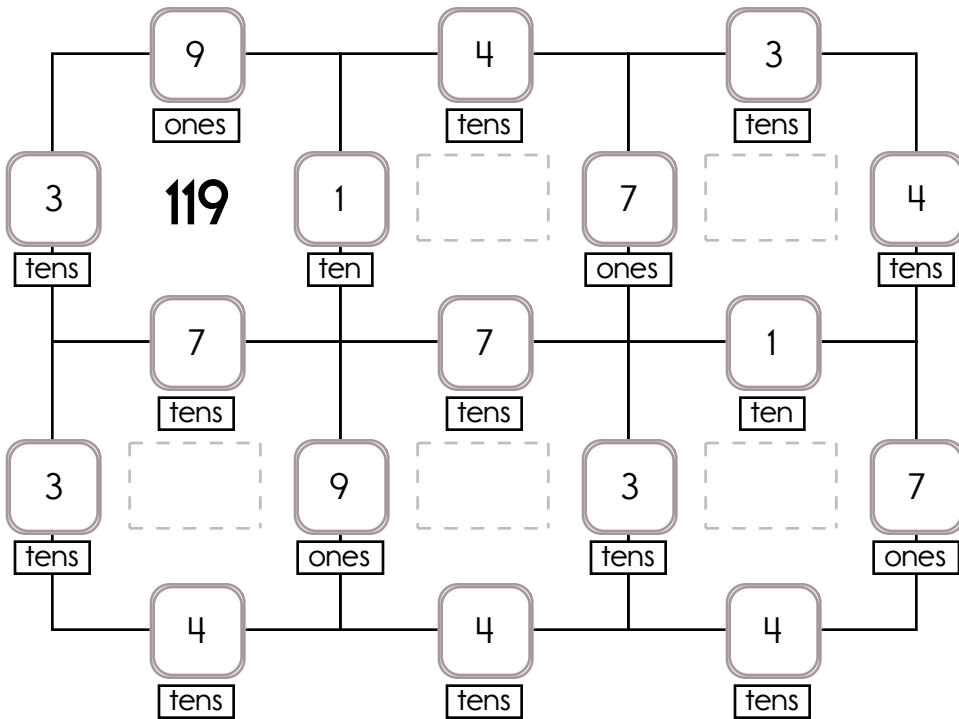 9 4 3
ones tens tens
3 119 1 7 4
tens ten ones tens
7 7 1
tens tens ten
3 9 3 7
tens ones tens ones
4 4 4
tens tens tens